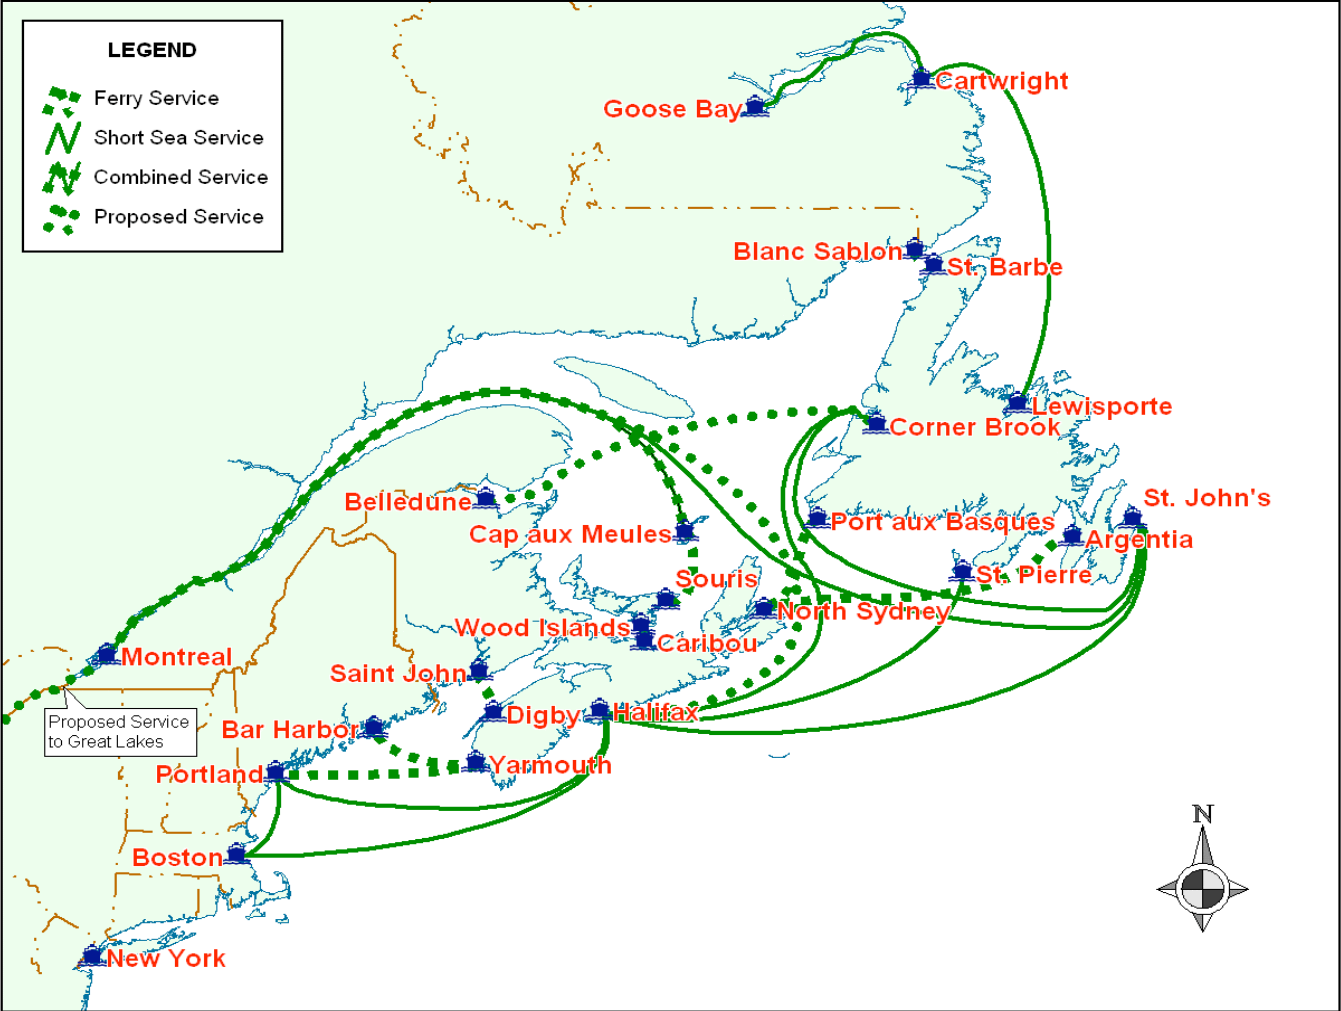 LEGEND
Ferry Service
Short Sea Service
Combined Service
Proposed Service
Cartwright
Goose Bay
Blanc Sablon
St. Barbe
Lewisporte
Corner Brook
Belledune
St. John's
Port aux Basques
Cap aux Meules
Argentia
St. Pierre
Souris
North Sydney
Wood Islands
Caribou
Montreal
Saint John
Proposed Service
to Great Lakes
Digby
Halifax
Bar Harbor
Yarmouth
Portland
N
Boston
New York